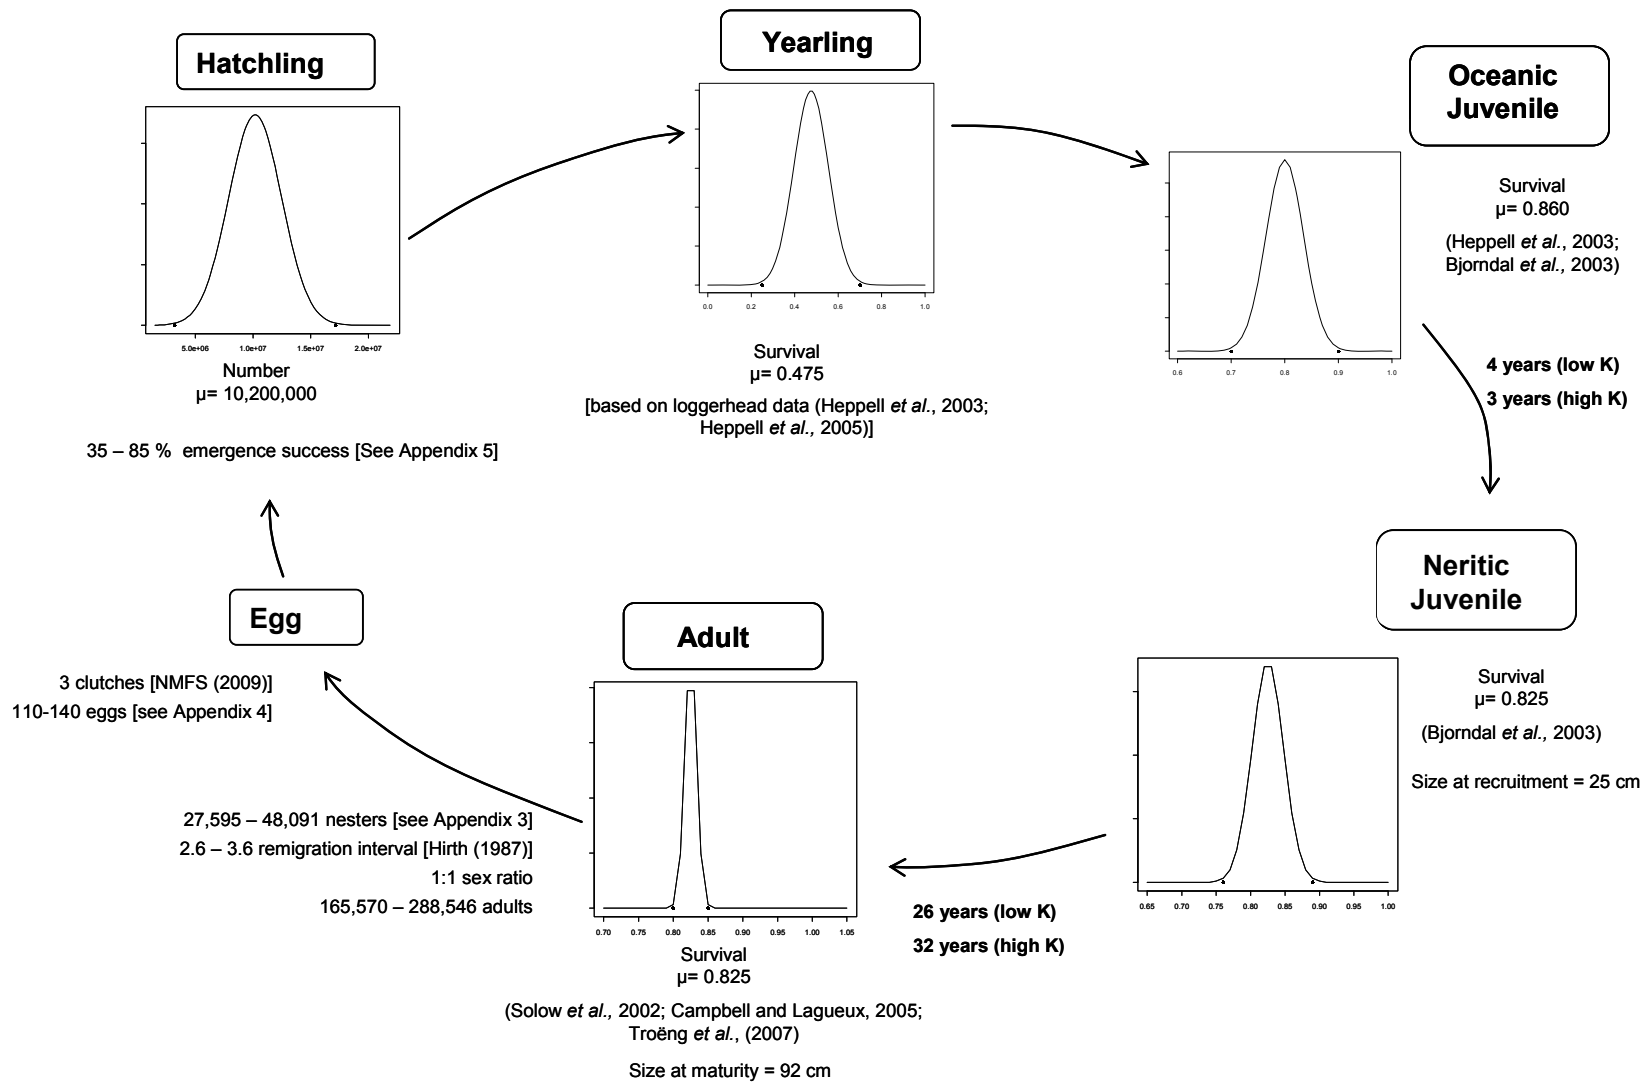 Hatchling
5.0e+06 1.0e+07 1.5e+07 2.0e+07
Number
µ= 10,200,000
35 – 85 % emergence success [See Appendix 5]
Yearling
0.0 0.2 0.4 0.6 0.8 1.0
Survival
µ= 0.475
[based on loggerhead data (Heppell et al., 2003;
Heppell et al., 2005)]
Oceanic
Juvenile
0.6 0.7 0.8 0.9 1.0
Survival
µ= 0.860
(Heppell et al., 2003;
Bjorndal et al., 2003)
4 years (low K)
3 years (high K)
Neritic
Juvenile
0.65 0.70 0.75 0.80 0.85 0.90 0.95 1.00
Survival
µ= 0.825
(Bjorndal et al., 2003)
Size at recruitment = 25 cm
26 years (low K)
32 years (high K)
Adult
0.70 0.75 0.80 0.85 0.90 0.95 1.00 1.05
Survival
µ= 0.825
(Solow et al., 2002; Campbell and Lagueux, 2005;
Troëng et al., (2007)
Size at maturity = 92 cm
27,595 – 48,091 nesters [see Appendix 3]
2.6 – 3.6 remigration interval [Hirth (1987)]
1:1 sex ratio
165,570 – 288,546 adults
Egg
3 clutches [NMFS (2009)]
110-140 eggs [see Appendix 4]